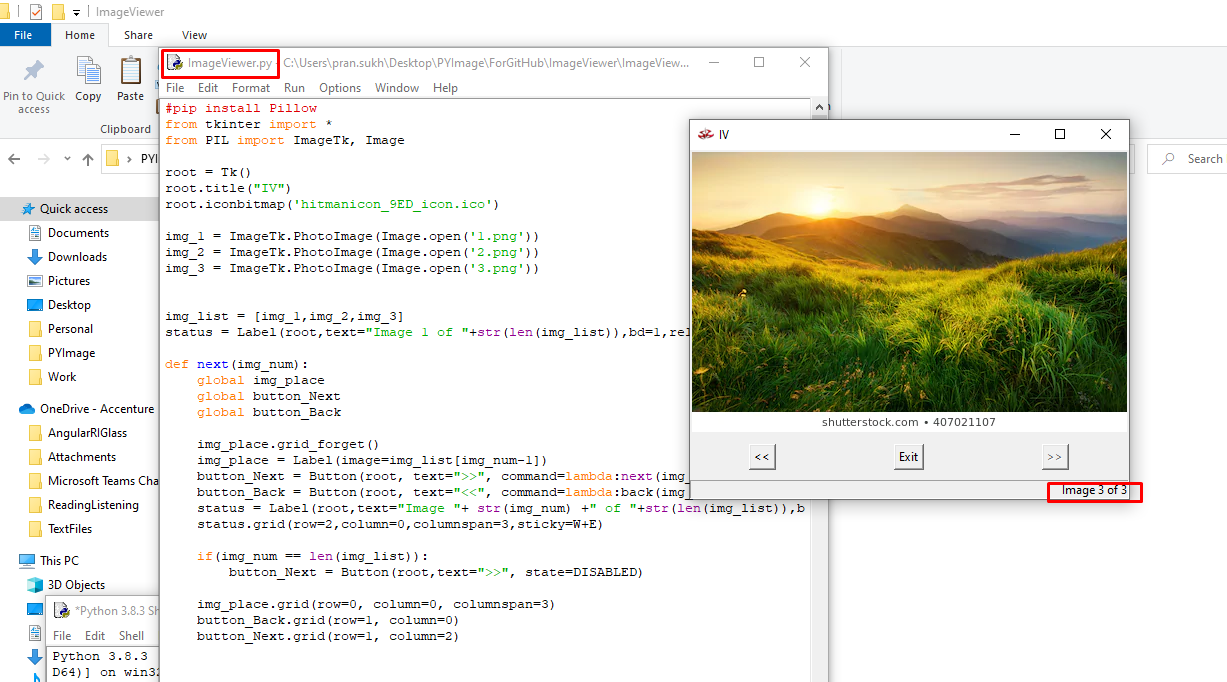 ImageViewer
File Home Share View
Pin to Quick
access
Copy
Paste
Clipboard
PYI
Search
Quick access
Documents
Downloads
Pictures
Desktop
Personal
PYImage
Work
OneDrive - Accenture
AngularRIGlass
Attachments
Microsoft Teams Cha
ReadingListening
TextFiles
This PC
3D Objects
*Python 3.8.3 Sh
File Edit Shell
Python 3.8.3
D64)] on win32
ImageViewer.py - C:\Users\pran.sukh\Desktop\PYImage\ForGitHub\ImageViewer\ImageView...
File Edit Format Run Options Window Help
#pip install Pillow
from tkinter import *
from PIL import ImageTk, Image
root = Tk()
root.title("IV")
root.iconbitmap('hitmanicon_9ED_icon.ico')
img_1 = ImageTk.PhotoImage(Image.open('1.png'))
img_2 = ImageTk.PhotoImage(Image.open('2.png'))
img_3 = ImageTk.PhotoImage(Image.open('3.png'))
img_list = [img_1,img_2,img_3]
status = Label(root,text="Image 1 of "+str(len(img_list)),bd=1,rel
def next(img_num):
global img_place
global button_Next
global button_Back
img_place.grid_forget()
img_place = Label(image=img_list[img_num-1])
button_Next = Button(root, text=">>", command=lambda:next(img_
button_Back = Button(root, text="<<", command=lambda:back(img_
status = Label(root,text="Image "+ str(img_num) +" of "+str(len(img_list)),b
status.grid(row=2,column=0,columnspan=3,sticky=W+E)
if(img_num == len(img_list)):
button_Next = Button(root,text=">>", state=DISABLED)
img_place.grid(row=0, column=0, columnspan=3)
button_Back.grid(row=1, column=0)
button_Next.grid(row=1, column=2)
IV
shutterstock.com • 407021107
<< Exit >>
Image 3 of 3